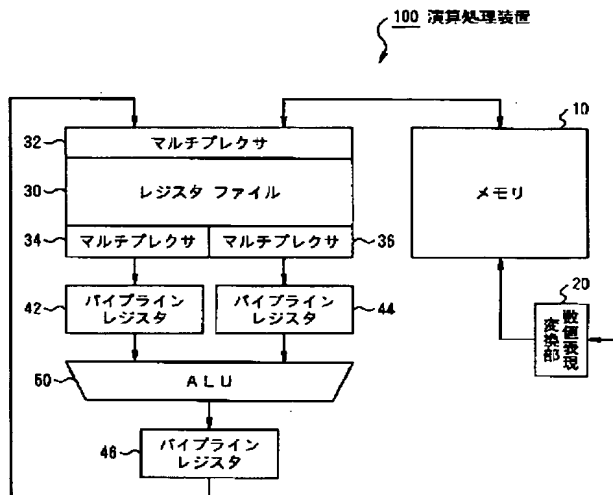 100 演算処理装置
10
32
マルチプレクサ
30
レジスタ ファイル
メモリ
34
マルチプレクサ
マルチプレクサ
36
42
パイプライン
レジスタ
パイプライン
レジスタ
44
20
数値表現
変換部
50
ALU
46
パイプライン
レジスタ